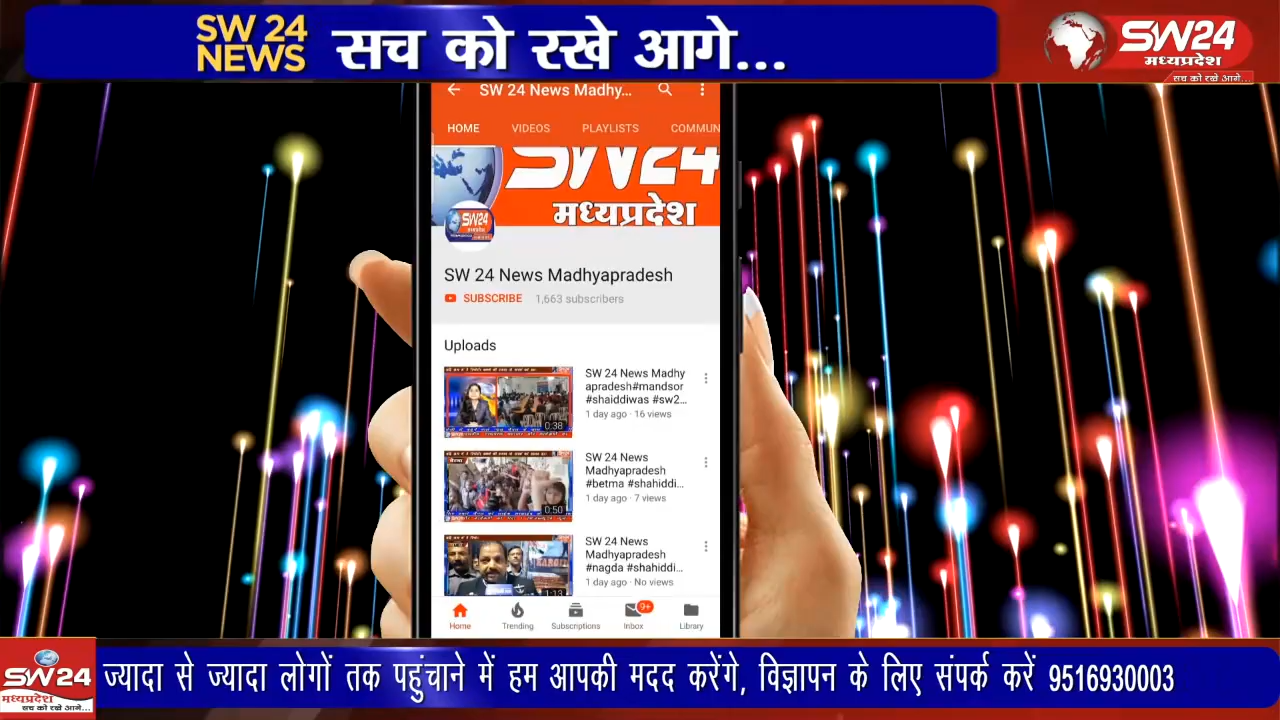 SW 24
NEWS
सच को रखे आगे...
SW24
मध्यप्रदेश
सच को रखे आगे...
SW 24 News Madhy...
HOME VIDEOS PLAYLISTS COMMUN
SW24
मध्यप्रदेश
SW24
SW 24 News Madhyapradesh
SUBSCRIBE 1,663 subscribers
Uploads
SW 24 News Madhy
apradesh#mandsor
#shaiddiwas #sw2...
1 day ago · 16 views
0:38
SW 24 News
Madhyapradesh
#betma #shahiddi...
1 day ago · 7 views
0:50
SW 24 News
Madhyapradesh
#nagda #shahiddi...
1 day ago · No views
1:13
9+
Home Trending Subscriptions Inbox Library
SW24
मध्यप्रदेश
सच को रखे आगे...
ज्यादा से ज्यादा लोगों तक पहुंचाने में हम आपकी मदद करेंगे, विज्ञापन के लिए संपर्क करें 9516930003